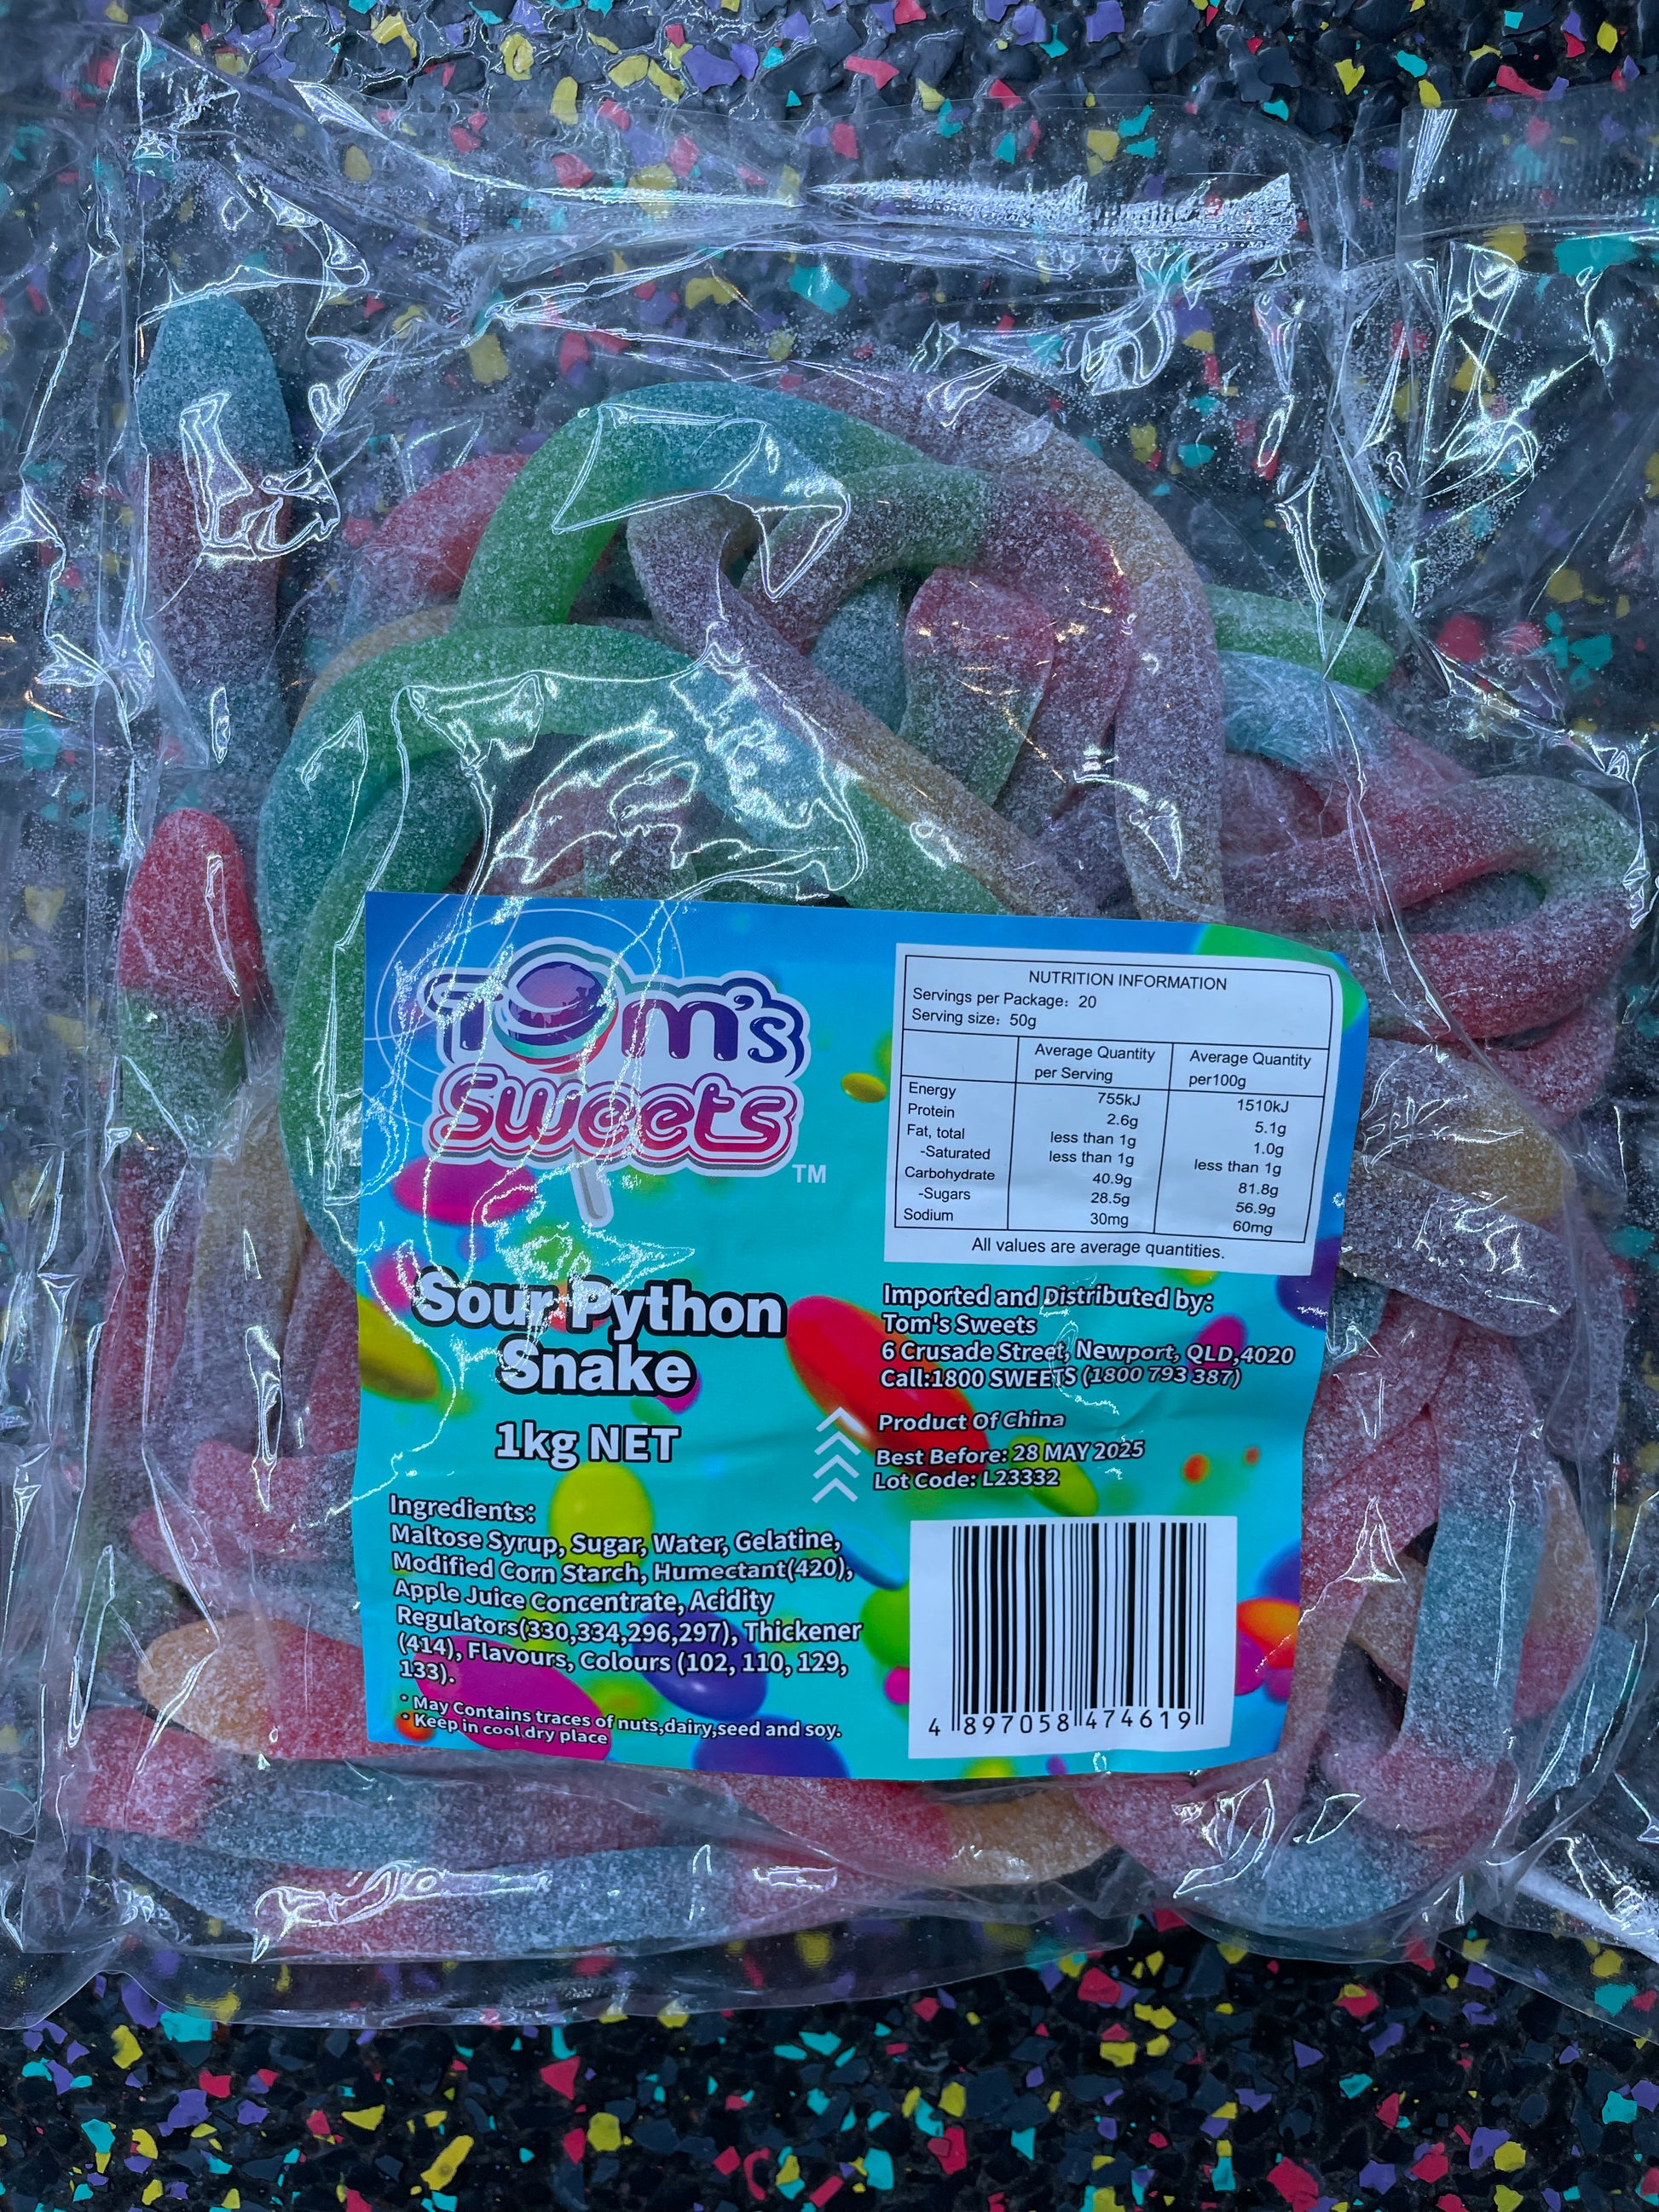 Tom's
Sweets
TM
Sour Python
Snake
1kg NET
Ingredients:
Maltose Syrup, Sugar, Water, Gelatine,
Modified Corn Starch, Humectant(420),
Apple Juice Concentrate, Acidity
Regulators(330,334,296,297), Thickener
(414), Flavours, Colours (102, 110, 129,
133).
• May Contains traces of nuts,dairy,seed and soy.
• Keep in cool dry place
NUTRITION INFORMATION
Servings per Package: 20
Serving size: 50g
Average Quantity per Serving Average Quantity per100g
Energy 755kJ 1510kJ
Protein 2.6g 5.1g
Fat, total less than 1g 1.0g
-Saturated less than 1g less than 1g
Carbohydrate 40.9g 81.8g
-Sugars 28.5g 56.9g
Sodium 30mg 60mg
All values are average quantities.
Imported and Distributed by:
Tom's Sweets
6 Crusade Street, Newport, QLD,4020
Call:1800 SWEETS (1800 793 387)
Product Of China
Best Before: 28 MAY 2025
Lot Code: L23332
4 897058 474619